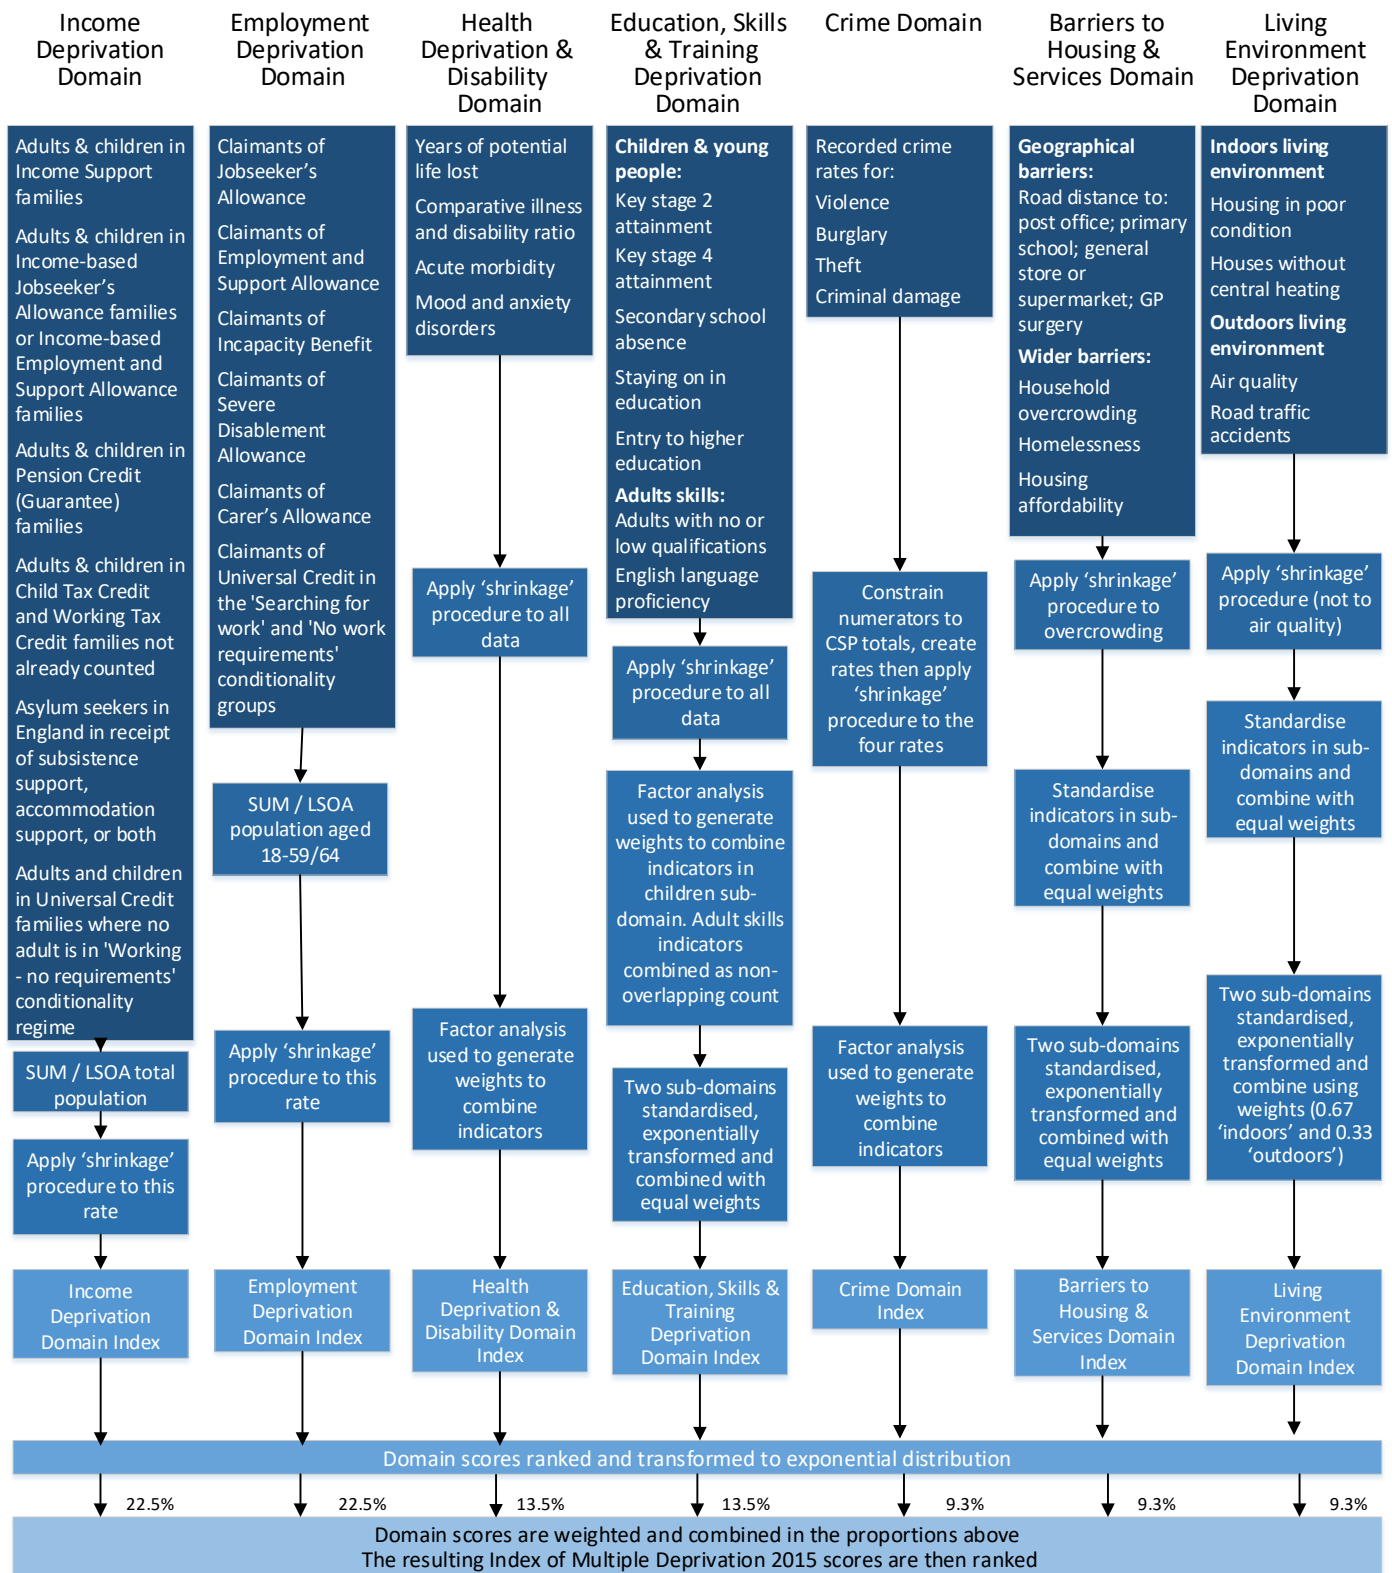 Income
Deprivation
Domain
Adults & children in
Income Support
families
Adults & children in
Income-based
Jobseeker’s
Allowance families
or Income-based
Employment and
Support Allowance
families
Adults & children in
Pension Credit
(Guarantee)
families
Adults & children in
Child Tax Credit
and Working Tax
Credit families not
already counted
Asylum seekers in
England in receipt
of subsistence
support,
accommodation
support, or both
Adults and children
in Universal Credit
families where no
adult is in 'Working
- no requirements'
conditionality
regime
SUM / LSOA total
population
Apply ‘shrinkage’
procedure to this
rate
Income
Deprivation
Domain Index
Employment
Deprivation
Domain
Claimants of
Jobseeker’s
Allowance
Claimants of
Employment and
Support Allowance
Claimants of
Incapacity Benefit
Claimants of
Severe
Disablement
Allowance
Claimants of
Carer’s Allowance
Claimants of
Universal Credit in
the 'Searching for
work' and 'No work
requirements'
conditionality
groups
SUM / LSOA
population aged
18-59/64
Apply ‘shrinkage’
procedure to this
rate
Employment
Deprivation
Domain Index
Health
Deprivation &
Disability
Domain
Years of potential
life lost
Comparative illness
and disability ratio
Acute morbidity
Mood and anxiety
disorders
Apply ‘shrinkage’
procedure to all
data
Factor analysis
used to generate
weights to
combine
indicators
Health
Deprivation &
Disability Domain
Index
Education, Skills
& Training
Deprivation
Domain
Children & young
people:
Key stage 2
attainment
Key stage 4
attainment
Secondary school
absence
Staying on in
education
Entry to higher
education
Adults skills:
Adults with no or
low qualifications
English language
proficiency
Apply ‘shrinkage’
procedure to all
data
Factor analysis
used to generate
weights to combine
indicators in
children sub-
domain. Adult skills
indicators
combined as non-
overlapping count
Two sub-domains
standardised,
exponentially
transformed and
combined with
equal weights
Education, Skills &
Training
Deprivation
Domain Index
Crime Domain
Recorded crime
rates for:
Violence
Burglary
Theft
Criminal damage
Constrain
numerators to
CSP totals, create
rates then apply
‘shrinkage’
procedure to the
four rates
Factor analysis
used to generate
weights to
combine
indicators
Crime Domain
Index
Barriers to
Housing &
Services Domain
Geographical
barriers:
Road distance to:
post office; primary
school; general
store or
supermarket; GP
surgery
Wider barriers:
Household
overcrowding
Homelessness
Housing
affordability
Apply ‘shrinkage’
procedure to
overcrowding
Standardise
indicators in sub-
domains and
combine with
equal weights
Two sub-domains
standardised,
exponentially
transformed and
combined with
equal weights
Barriers to
Housing &
Services Domain
Index
Living
Environment
Deprivation
Domain
Indoors living
environment
Housing in poor
condition
Houses without
central heating
Outdoors living
environment
Air quality
Road traffic
accidents
Apply ‘shrinkage’
procedure (not to
air quality)
Standardise
indicators in sub-
domains and
combine with
equal weights
Two sub-domains
standardised,
exponentially
transformed and
combine using
weights (0.67
‘indoors’ and 0.33
‘outdoors’)
Living
Environment
Deprivation
Domain Index
Domain scores ranked and transformed to exponential distribution
22.5% 22.5% 13.5% 13.5% 9.3% 9.3% 9.3%
Domain scores are weighted and combined in the proportions above
The resulting Index of Multiple Deprivation 2015 scores are then ranked